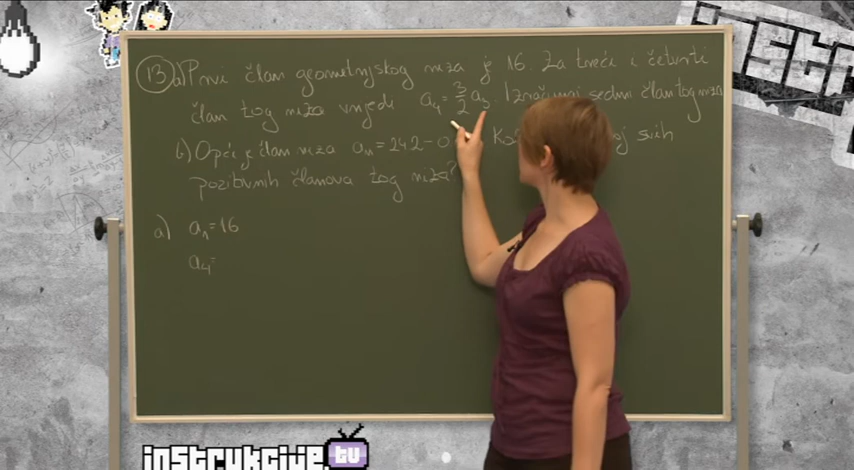 13) a) Prvi član geometrijskog niza je 16. Za treći i četvrti
član tog niza vrijedi a₄ = 3/2 a₃. Izračunaj sedmi član tog niza.
b) Opći je član niza aₙ = 242 - 0 sih
pozitivnih članova tog niza?
a) a₁ = 16
a₄ =
instrukcije tv